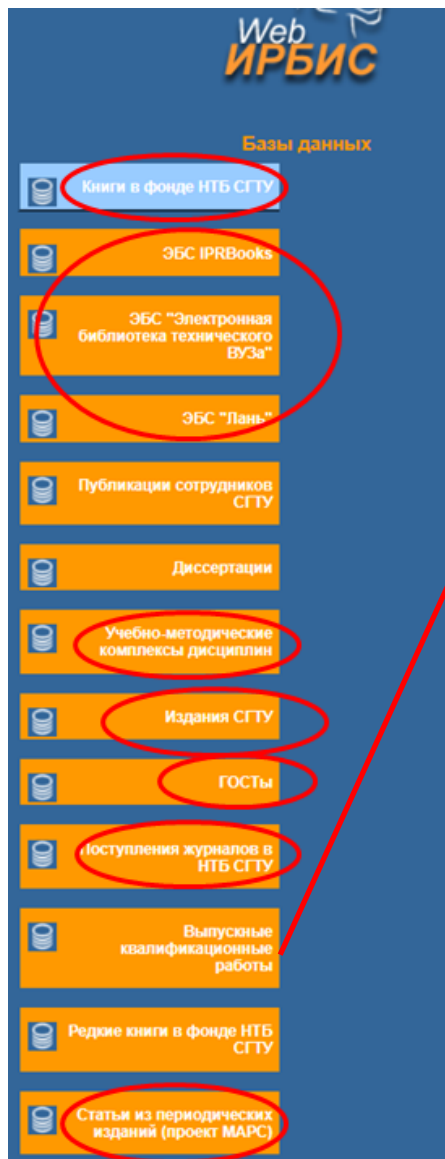 Web
ИРБИС
Базы данных
Книги в фонде НТБ СГТУ
ЭБС IPRBooks
ЭБС "Электронная
библиотека технического
ВУЗа"
ЭБС "Лань"
Публикации сотрудников
СГТУ
Диссертации
Учебно-методические
комплексы дисциплин
Издания СГТУ
ГОСТы
Поступления журналов в
НТБ СГТУ
Выпускные
квалификационные
работы
Редкие книги в фонде НТБ
СГТУ
Статьи из периодических
изданий (проект МАРС)